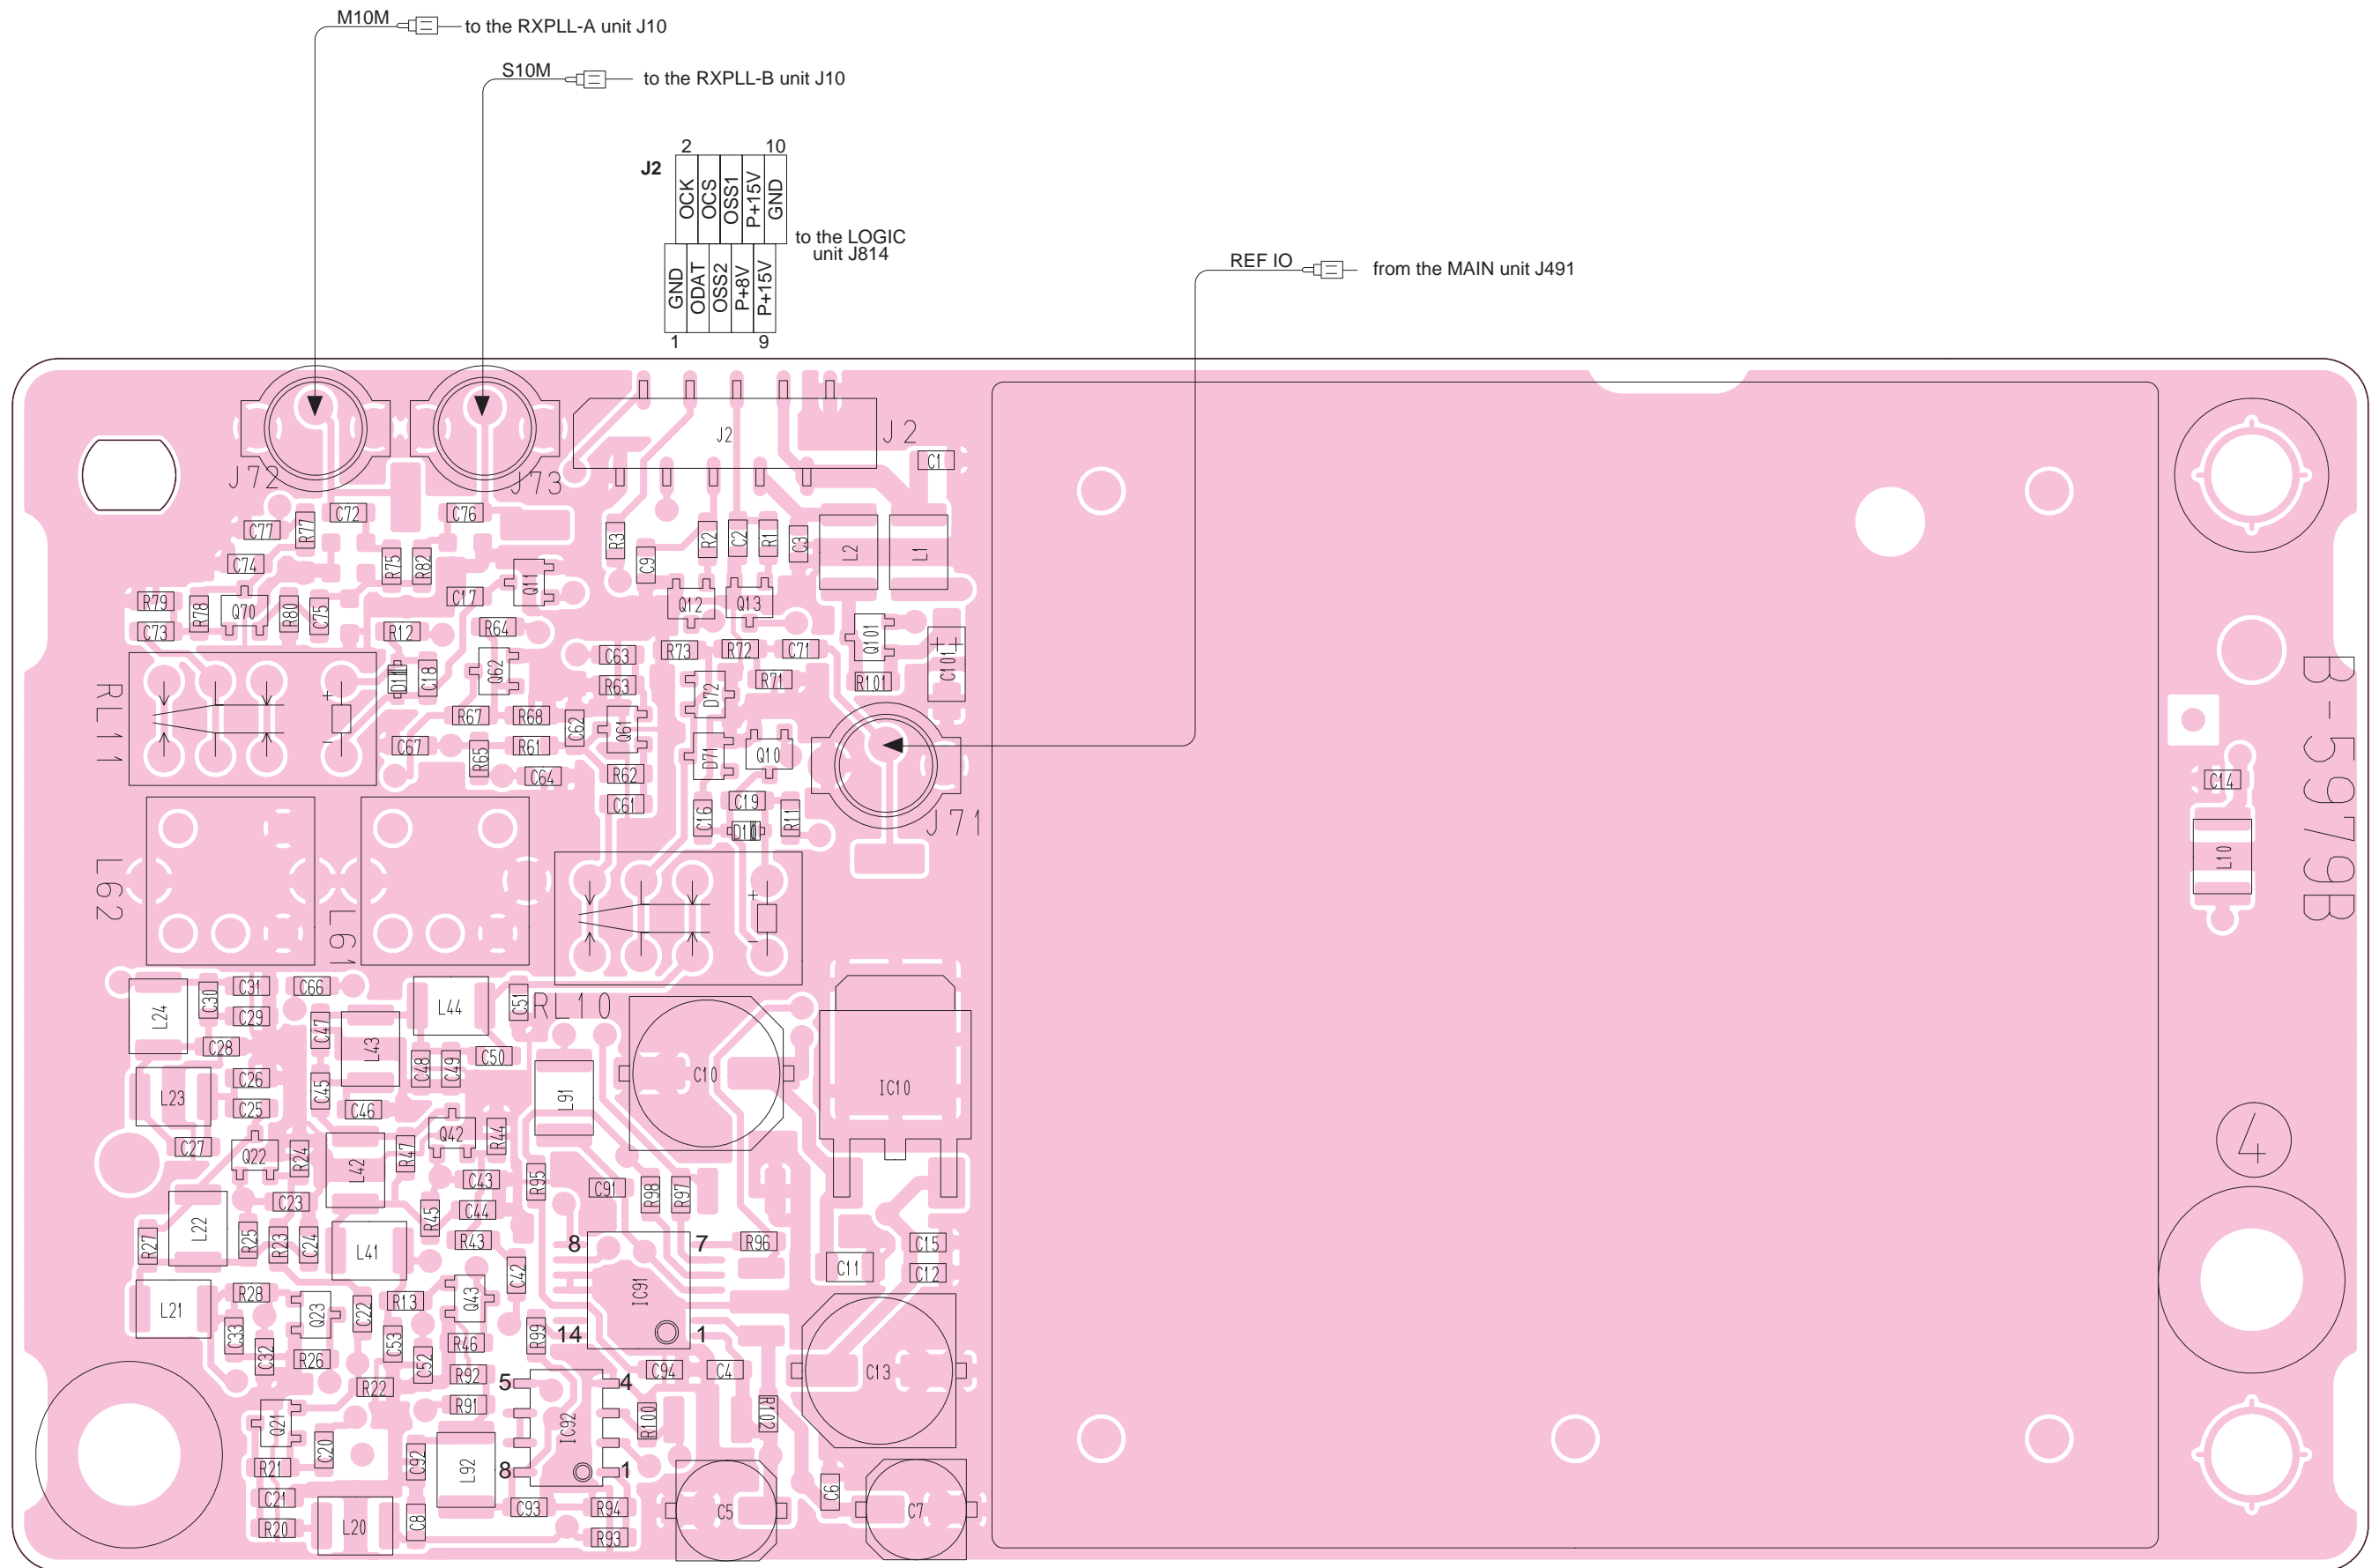 M10M
to the RXPLL-A unit J10
S10M
to the RXPLL-B unit J10
2 10
J2
OCK
OCS
OSS1
P+15V
GND
to the LOGIC
unit J814
GND
ODAT
OSS2
P+8V
P+15V
1 9
REF IO
from the MAIN unit J491
J2
J2
C1
J72
J73
C77
R77
C72
C76
R3
C9
R2
C2
R1
C3
L2
L1
C74
R75
R82
Q11
R79
R78
Q70
R80
C75
C17
Q12
Q13
C73
R12
R64
Q101
C101
C63
R73
R72
C71
RL11
D11
C18
Q62
R63
D72
R71
R101
R67
R68
C62
Q61
C67
R65
R61
D71
Q10
C64
R62
C61
C16
C19
D10
R11
J71
B-5979B
C14
L10
L62
L61
RL10
C31
C66
L44
C51
L24
C30
C29
C47
L43
C28
C48
C49
C50
C10
IC10
L23
C26
C25
C45
C46
L91
C27
Q22
R24
L42
R47
Q42
R44
4
C43
R95
C91
R98
R97
L22
C23
R45
C44
R27
R25
R23
C24
L41
R43
8
7
R96
C15
C11
C12
C42
L21
R28
Q23
C22
R13
Q43
IC91
C33
C32
R26
C53
C52
R46
R99
14
1
R92
C94
C4
C13
R22
5
4
R91
Q21
C20
IC92
R100
R102
R21
C92
L92
8
1
C21
C93
R94
C6
R20
L20
C8
R93
C5
C7